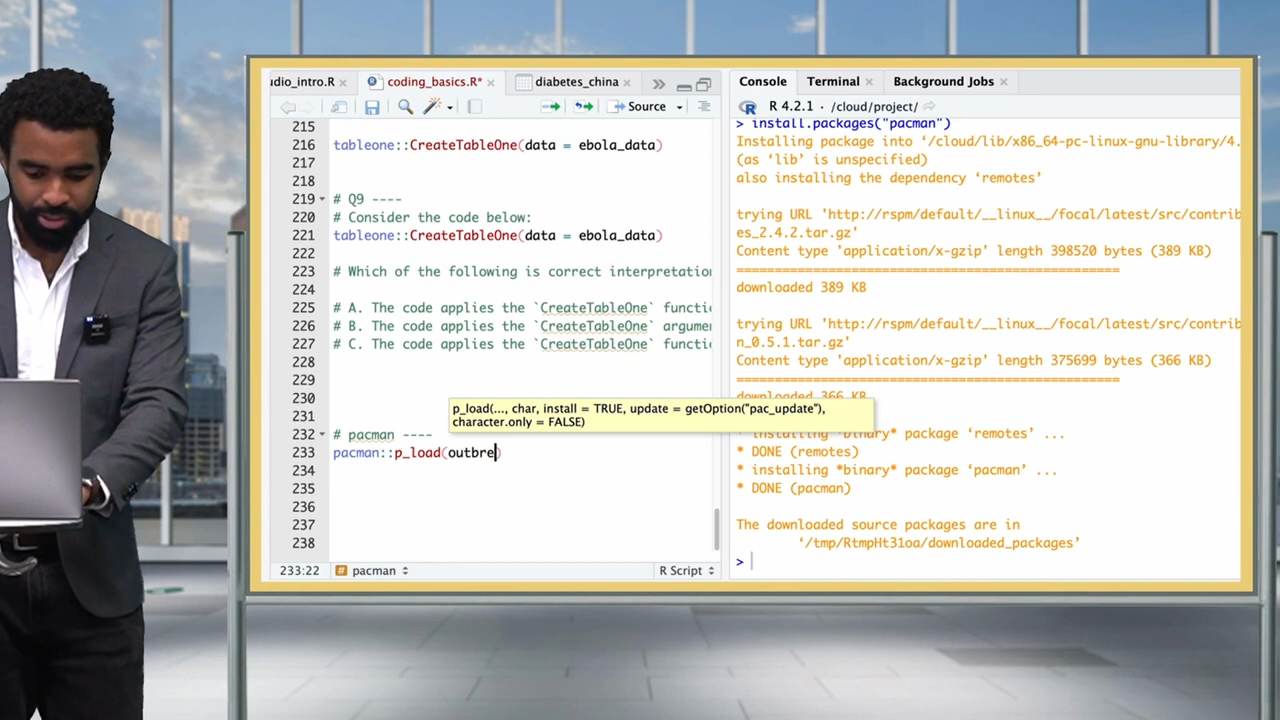 udio_intro.R
coding_basics.R*
diabetes_china
Source
215
216 tableone::CreateTableOne(data = ebola_data)
217
218
219 # Q9 ----
220 # Consider the code below:
221 tableone::CreateTableOne(data = ebola_data)
222
223 # Which of the following is correct interpretatio
224
225 # A. The code applies the `CreateTableOne` functi
226 # B. The code applies the `CreateTableOne` argume
227 # C. The code applies the `CreateTableOne` functi
228
229
230
231
p_load(..., char, install = TRUE, update = getOption("pac_update"),
character.only = FALSE)
232 # pacman ----
233 pacman::p_load(outbre)
234
235
236
237
238
233:22 # pacman R Script
Console Terminal Background Jobs
R R 4.2.1 · /cloud/project/
> install.packages("pacman")
Installing package into ‘/cloud/lib/x86_64-pc-linux-gnu-library/4.
(as ‘lib’ is unspecified)
also installing the dependency ‘remotes’
trying URL 'http://rspm/default/__linux__/focal/latest/src/contrib
es_2.4.2.tar.gz'
Content type 'application/x-gzip' length 398520 bytes (389 KB)
==================================================
downloaded 389 KB
trying URL 'http://rspm/default/__linux__/focal/latest/src/contrib
n_0.5.1.tar.gz'
Content type 'application/x-gzip' length 375699 bytes (366 KB)
==================================================
downloaded 366 KB
* installing *binary* package ‘remotes’ ...
* DONE (remotes)
* installing *binary* package ‘pacman’ ...
* DONE (pacman)
The downloaded source packages are in
‘/tmp/RtmpHt31oa/downloaded_packages’
>